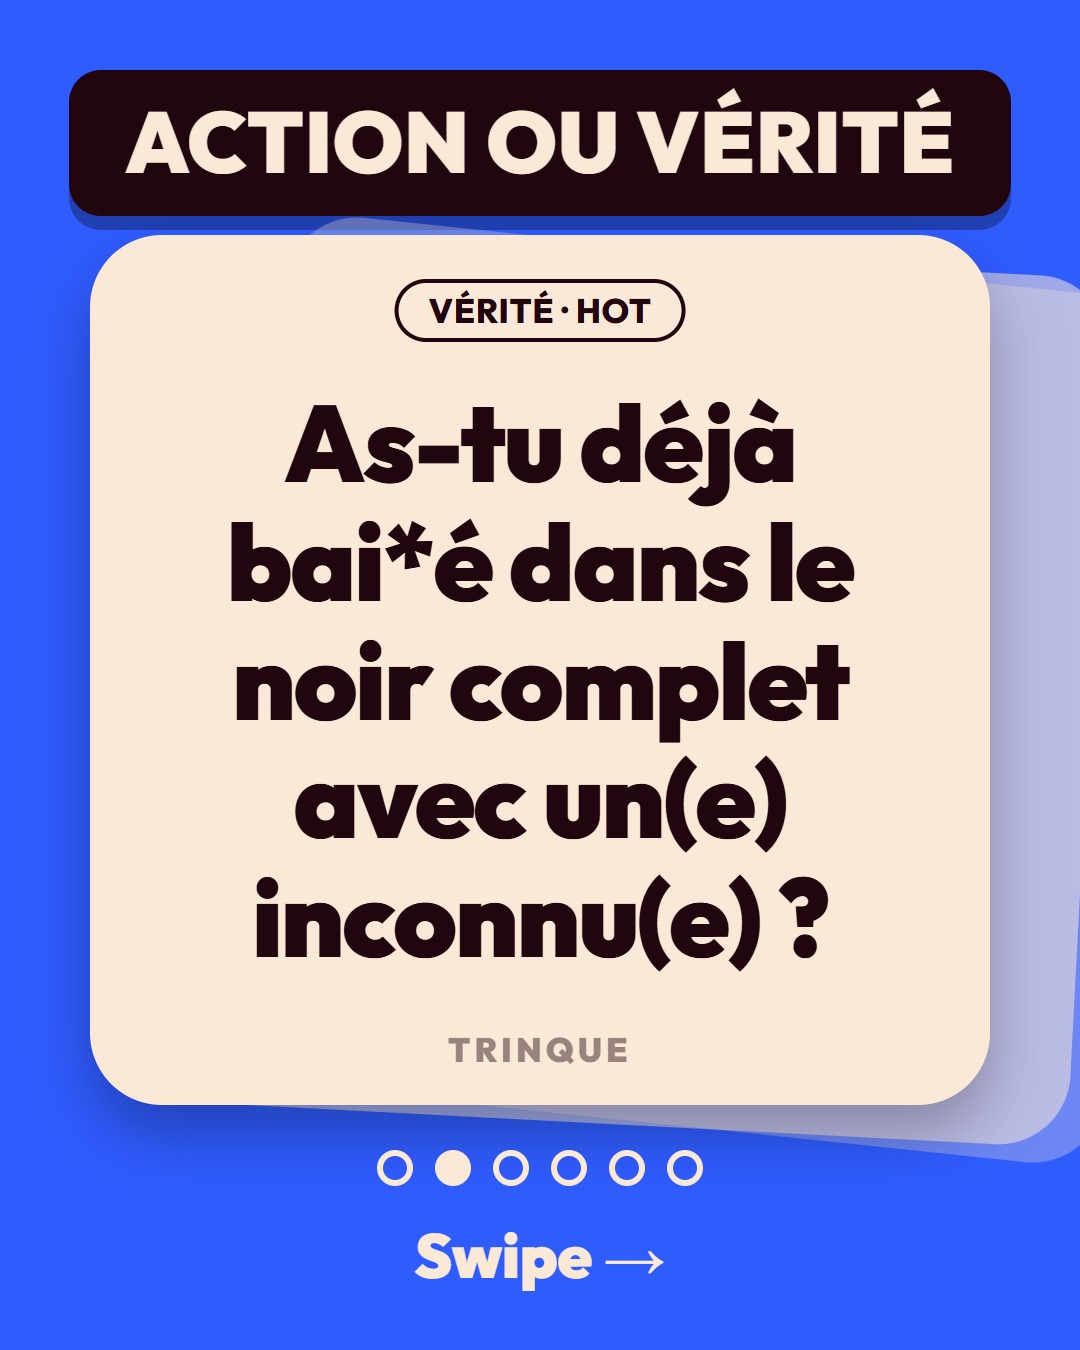 ACTION OU VÉRITÉ
VÉRITÉ · HOT
As-tu déjà
bai*é dans le
noir complet
avec un(e)
inconnu(e) ?
TRINQUE
Swipe →